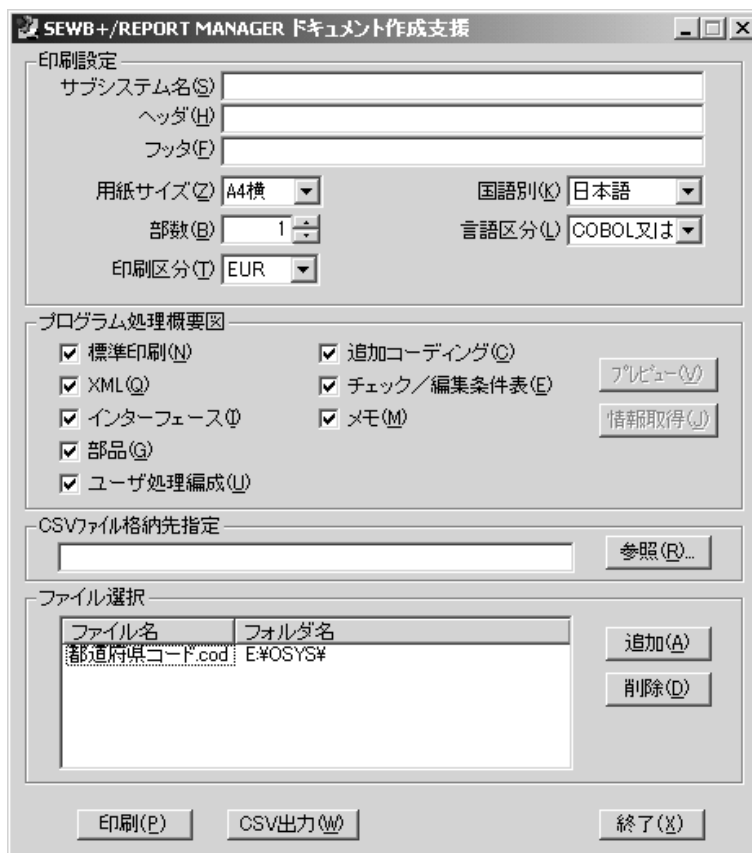 SEWB+/REPORT MANAGER ドキュメント作成支援
印刷設定
サブシステム名(S)
ヘッダ(H)
フッタ(F)
用紙サイズ(Z) A4横 国語別(K) 日本語
部数(B) 1 言語区分(L) COBOL又は
印刷区分(T) EUR
プログラム処理概要図
標準印刷(N) 追加コーディング(C)
XML(Q) チェック/編集条件表(E) プレビュー(V)
インターフェース(I) メモ(M) 情報取得(J)
部品(G)
ユーザ処理編成(U)
CSVファイル格納先指定
参照(R)...
ファイル選択
ファイル名 フォルダ名
都道府県コード.cod E:¥OSYS¥
追加(A)
削除(D)
印刷(P) CSV出力(W) 終了(X)